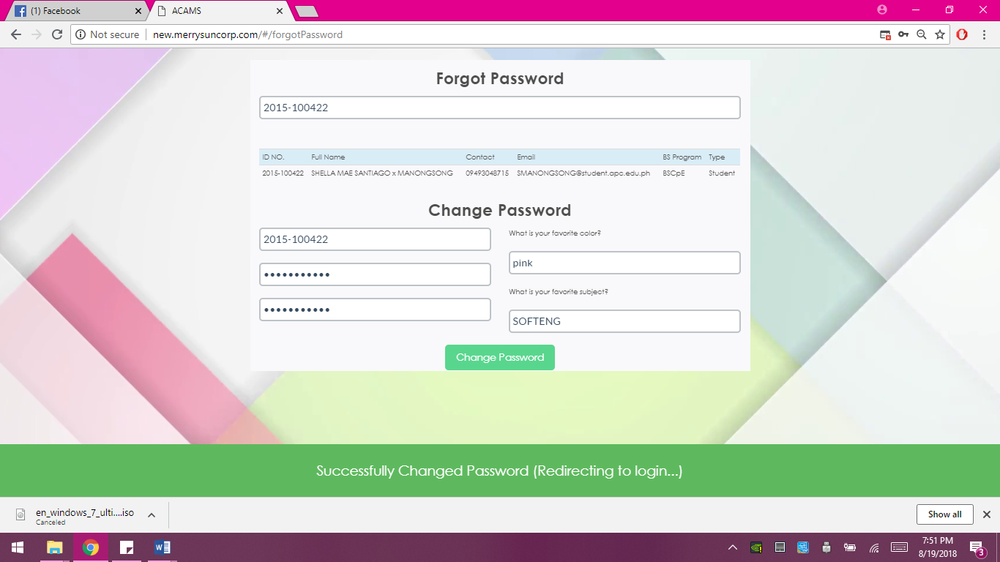 (1) Facebook
ACAMS
Not secure
new.merrysuncorp.com/#/forgotPassword
Forgot Password
2015-100422
ID NO. Full Name Contact Email BS Program Type
2015-100422 SHELLA MAE SANTIAGO x MANONGSONG 09493048715 SMANONGSONG@student.apc.edu.ph BSCpE Student
Change Password
2015-100422
What is your favorite color?
pink
What is your favorite subject?
SOFTENG
Change Password
Successfully Changed Password (Redirecting to login...)
en_windows_7_ulti....iso
Canceled
Show all
7:51 PM
8/19/2018
3